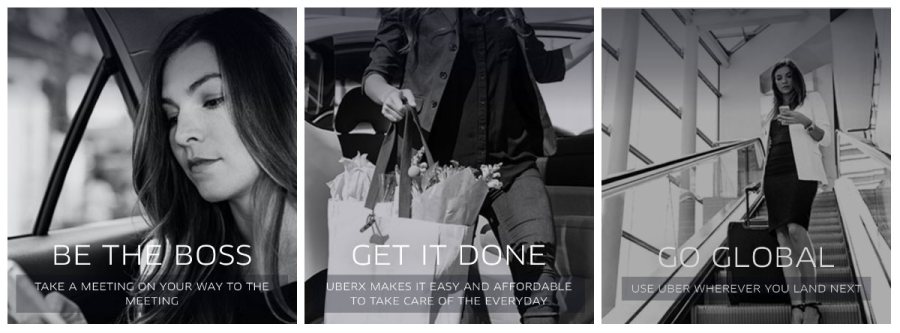 BE THE BOSS
TAKE A MEETING ON YOUR WAY TO THE
MEETING
GET IT DONE
UBERX MAKES IT EASY AND AFFORDABLE
TO TAKE CARE OF THE EVERYDAY
GO GLOBAL
USE UBER WHEREVER YOU LAND NEXT